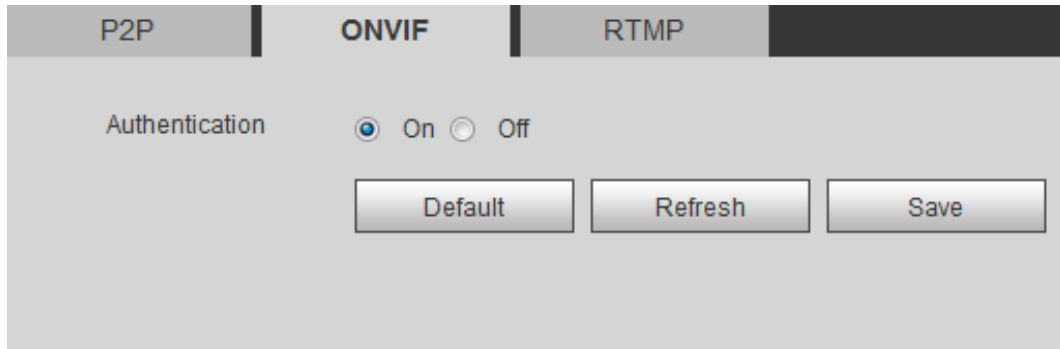 P2P ONVIF RTMP
Authentication On Off
Default Refresh Save